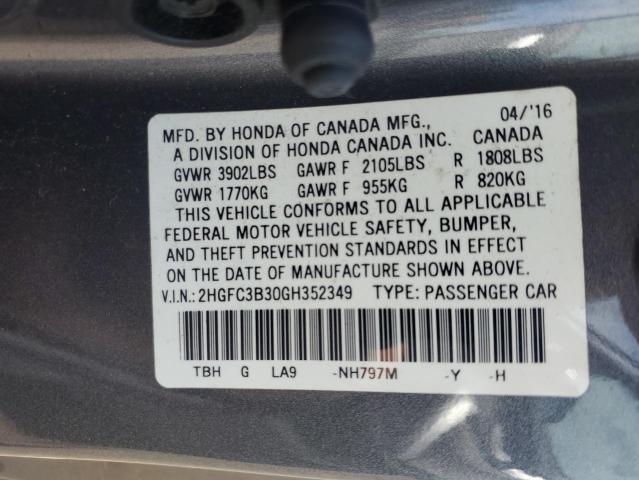 04/'16
MFD. BY HONDA OF CANADA MFG.,
A DIVISION OF HONDA CANADA INC. CANADA
GVWR 3902LBS GAWR F 2105LBS R 1808LBS
GVWR 1770KG GAWR F 955KG R 820KG
THIS VEHICLE CONFORMS TO ALL APPLICABLE
FEDERAL MOTOR VEHICLE SAFETY, BUMPER,
AND THEFT PREVENTION STANDARDS IN EFFECT
ON THE DATE OF MANUFACTURE SHOWN ABOVE.
V.I.N.: 2HGFC3B30GH352349 TYPE: PASSENGER CAR
TBH G LA9 -NH797M -Y -H